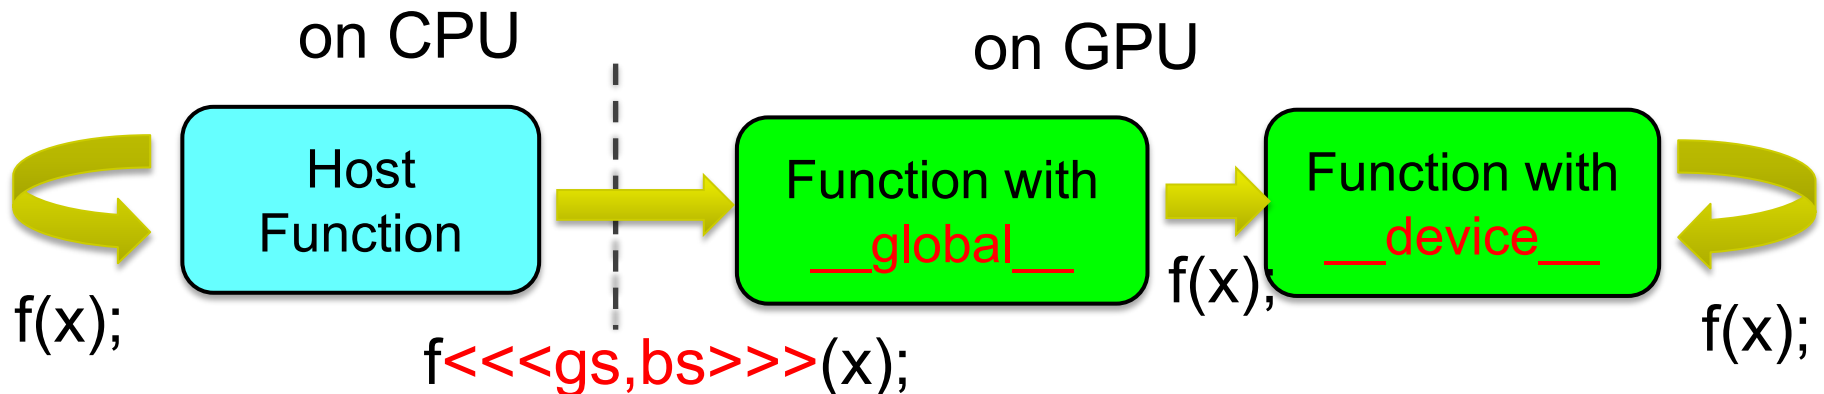 on CPU
on GPU
Host
Function
Function with
__global__
Function with
__device__
f(x);
f<<<gs,bs>>>(x);
f(x);
f(x);